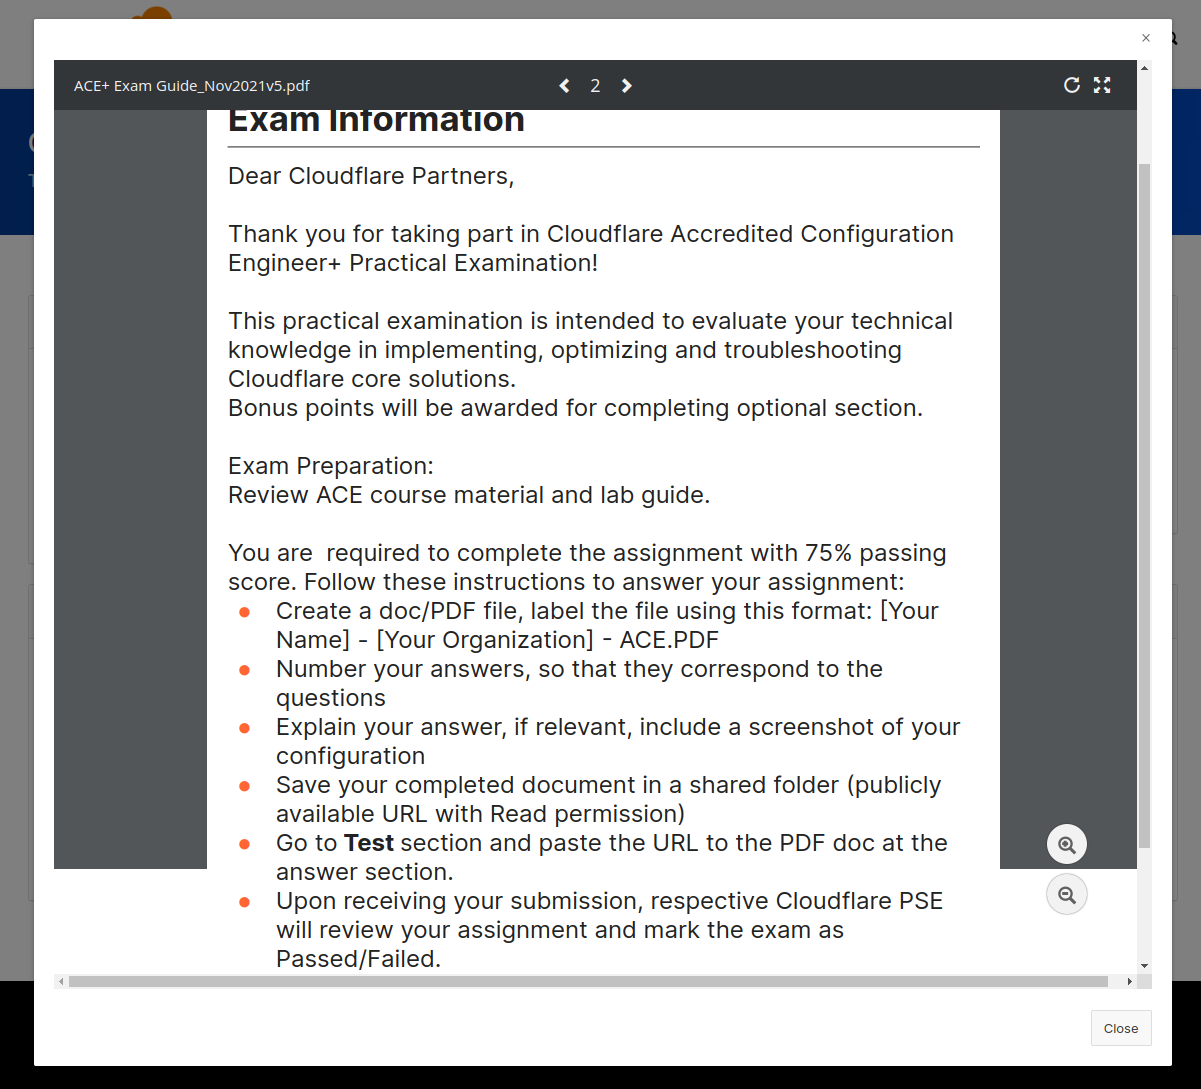 ×
ACE+ Exam Guide_Nov2021v5.pdf
2
Exam Information
Dear Cloudflare Partners,
Thank you for taking part in Cloudflare Accredited Configuration
Engineer+ Practical Examination!
This practical examination is intended to evaluate your technical
knowledge in implementing, optimizing and troubleshooting
Cloudflare core solutions.
Bonus points will be awarded for completing optional section.
Exam Preparation:
Review ACE course material and lab guide.
You are  required to complete the assignment with 75% passing
score. Follow these instructions to answer your assignment:
● Create a doc/PDF file, label the file using this format: [Your
Name] - [Your Organization] - ACE.PDF
● Number your answers, so that they correspond to the
questions
● Explain your answer, if relevant, include a screenshot of your
configuration
● Save your completed document in a shared folder (publicly
available URL with Read permission)
● Go to Test section and paste the URL to the PDF doc at the
answer section.
● Upon receiving your submission, respective Cloudflare PSE
will review your assignment and mark the exam as
Passed/Failed.
Close